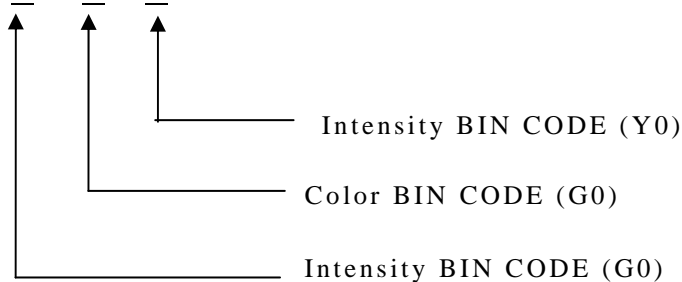 Intensity BIN CODE (Y0)
Color BIN CODE (G0)
Intensity BIN CODE (G0)